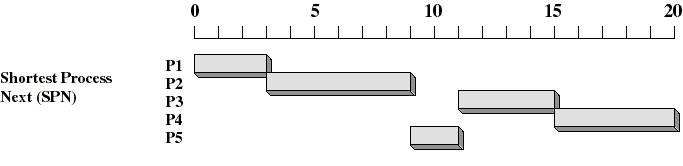 0 5 10 15 20
Shortest Process
Next (SPN)
P1
P2
P3
P4
P5